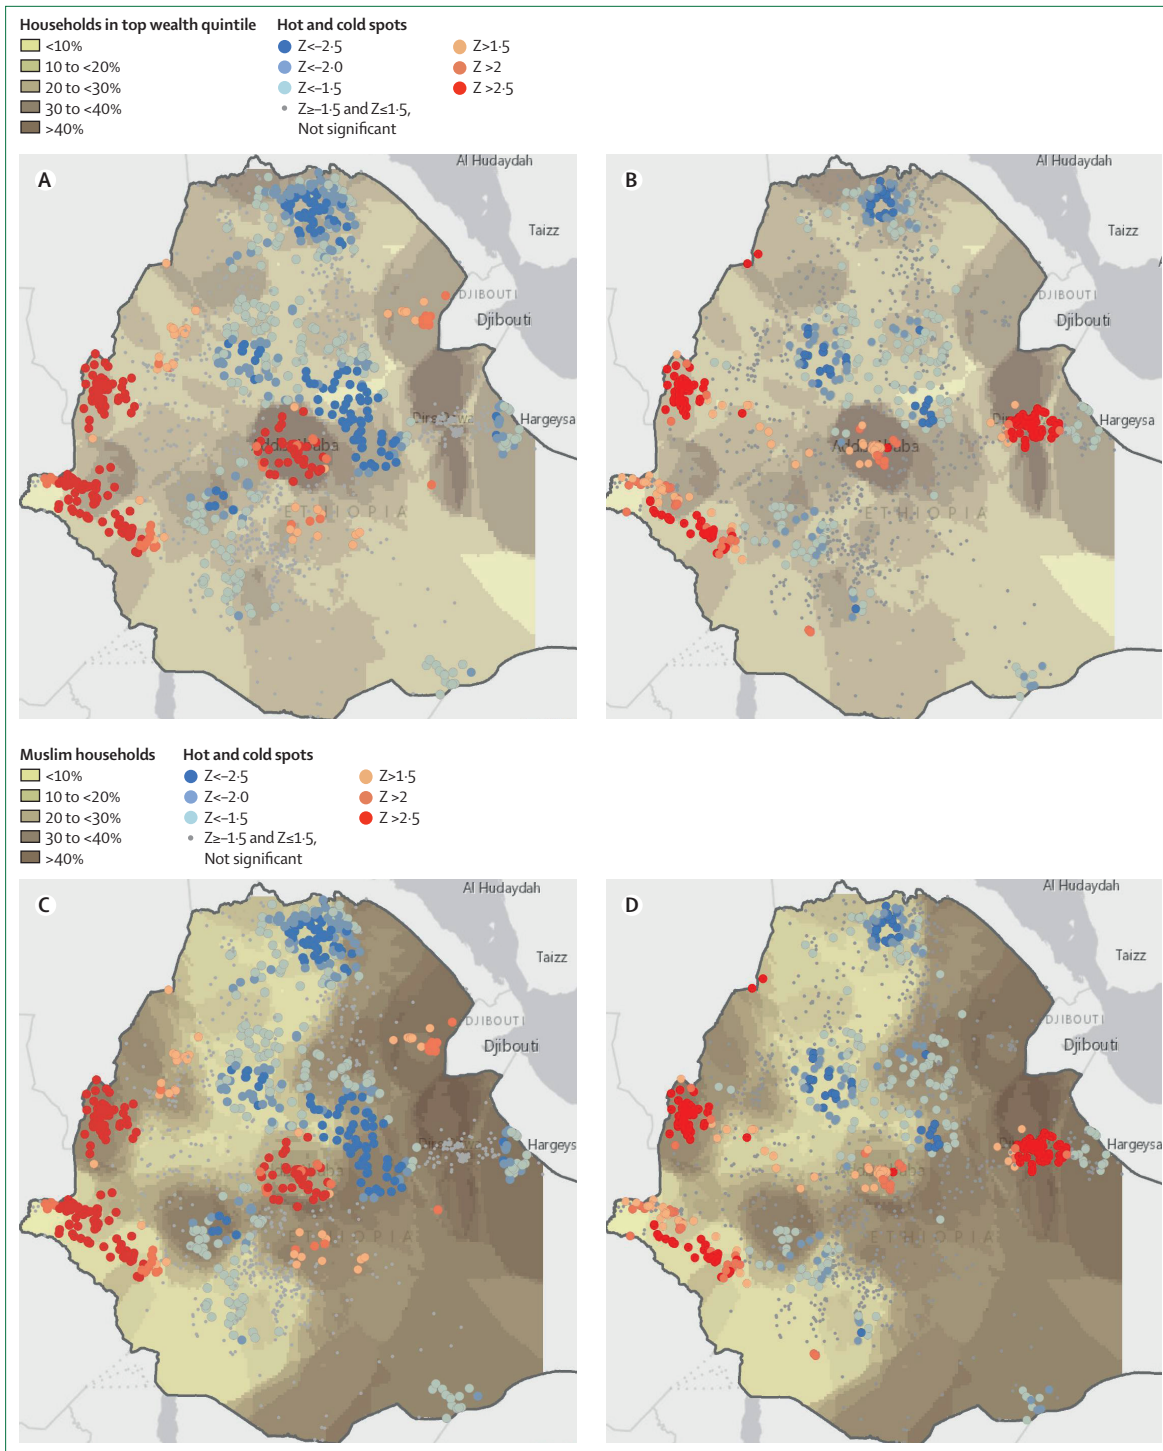 Households in top wealth quintile
<10%
10 to <20%
20 to <30%
30 to <40%
>40%
Hot and cold spots
Z<–2·5
Z<–2·0
Z<–1·5
Z≥–1·5 and Z≤1·5,
Not significant
Z>1·5
Z >2
Z >2·5
A
Al Hudaydah
Taizz
DJIBOUTI
Djibouti
Hargeysa
ETHIOPIA
B
Al Hudaydah
Taizz
A
DJIBOUTI
Djibouti
Hargeysa
ETHIOPIA
Muslim households
<10%
10 to <20%
20 to <30%
30 to <40%
>40%
Hot and cold spots
Z<–2·5
Z<–2·0
Z<–1·5
Z≥–1·5 and Z≤1·5,
Not significant
Z>1·5
Z >2
Z >2·5
C
Al Hudaydah
Taizz
DJIBOUTI
Djibouti
Hargeysa
ETHIOPIA
D
Al Hudaydah
Taizz
DJIBOUTI
Djibouti
Hargeysa
ETHIOPIA